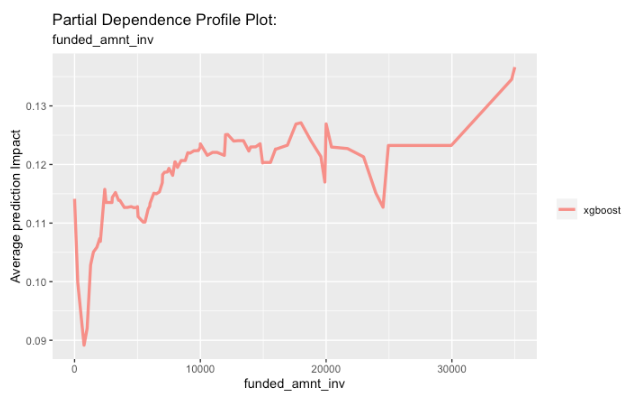 Partial Dependence Profile Plot:
funded_amnt_inv
Average prediction Impact
0.13
0.12
0.11
0.10
0.09
0
10000
20000
30000
funded_amnt_inv
xgboost